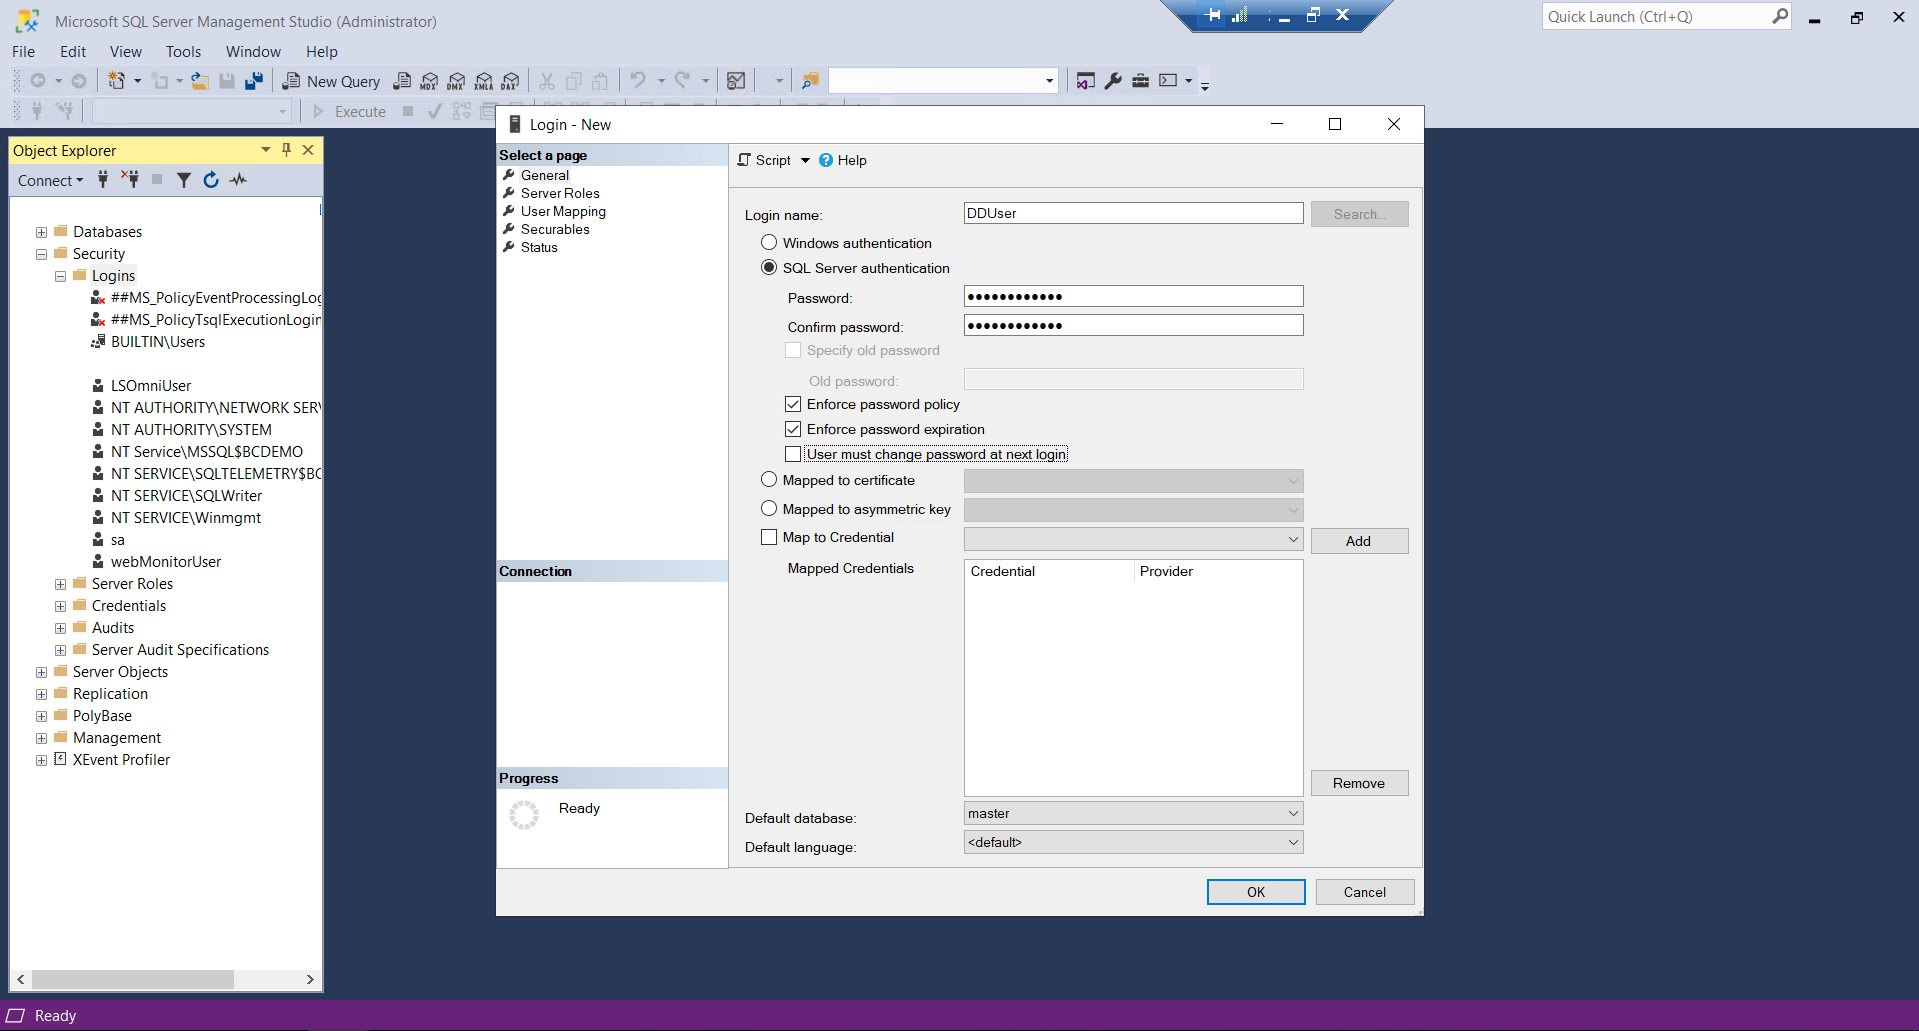 Microsoft SQL Server Management Studio (Administrator)
Quick Launch (Ctrl+Q)
File Edit View Tools Window Help
New Query
MDX DMX XMLA DAX
Execute
Object Explorer
Connect
Databases
Security
Logins
##MS_PolicyEventProcessingLog
##MS_PolicyTsqlExecutionLogin
BUILTIN\Users
LSOmniUser
NT AUTHORITY\NETWORK SERV
NT AUTHORITY\SYSTEM
NT Service\MSSQL$BCDEMO
NT SERVICE\SQLTELEMETRY$BC
NT SERVICE\SQLWriter
NT SERVICE\Winmgmt
sa
webMonitorUser
Server Roles
Credentials
Audits
Server Audit Specifications
Server Objects
Replication
PolyBase
Management
XEvent Profiler
Login - New
Select a page
General
Server Roles
User Mapping
Securables
Status
Connection
Progress
Ready
Script Help
Login name: DDUser Search...
Windows authentication
SQL Server authentication
Password: ●●●●●●●●●●●●
Confirm password: ●●●●●●●●●●●●
Specify old password
Old password:
Enforce password policy
Enforce password expiration
User must change password at next login
Mapped to certificate
Mapped to asymmetric key
Map to Credential Add
Mapped Credentials Credential Provider
Remove
Default database: master
Default language: <default>
OK Cancel
Ready